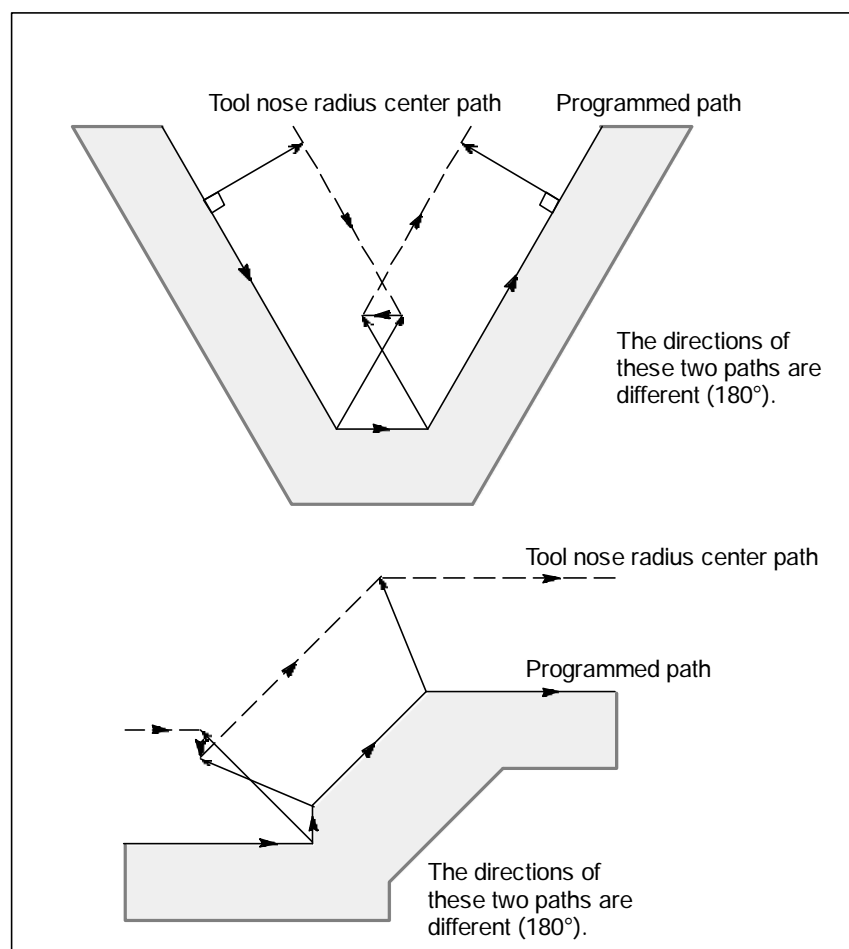 Tool nose radius center path
Programmed path
The directions of
these two paths are
different (180°).
Tool nose radius center path
Programmed path
The directions of
these two paths are
different (180°).